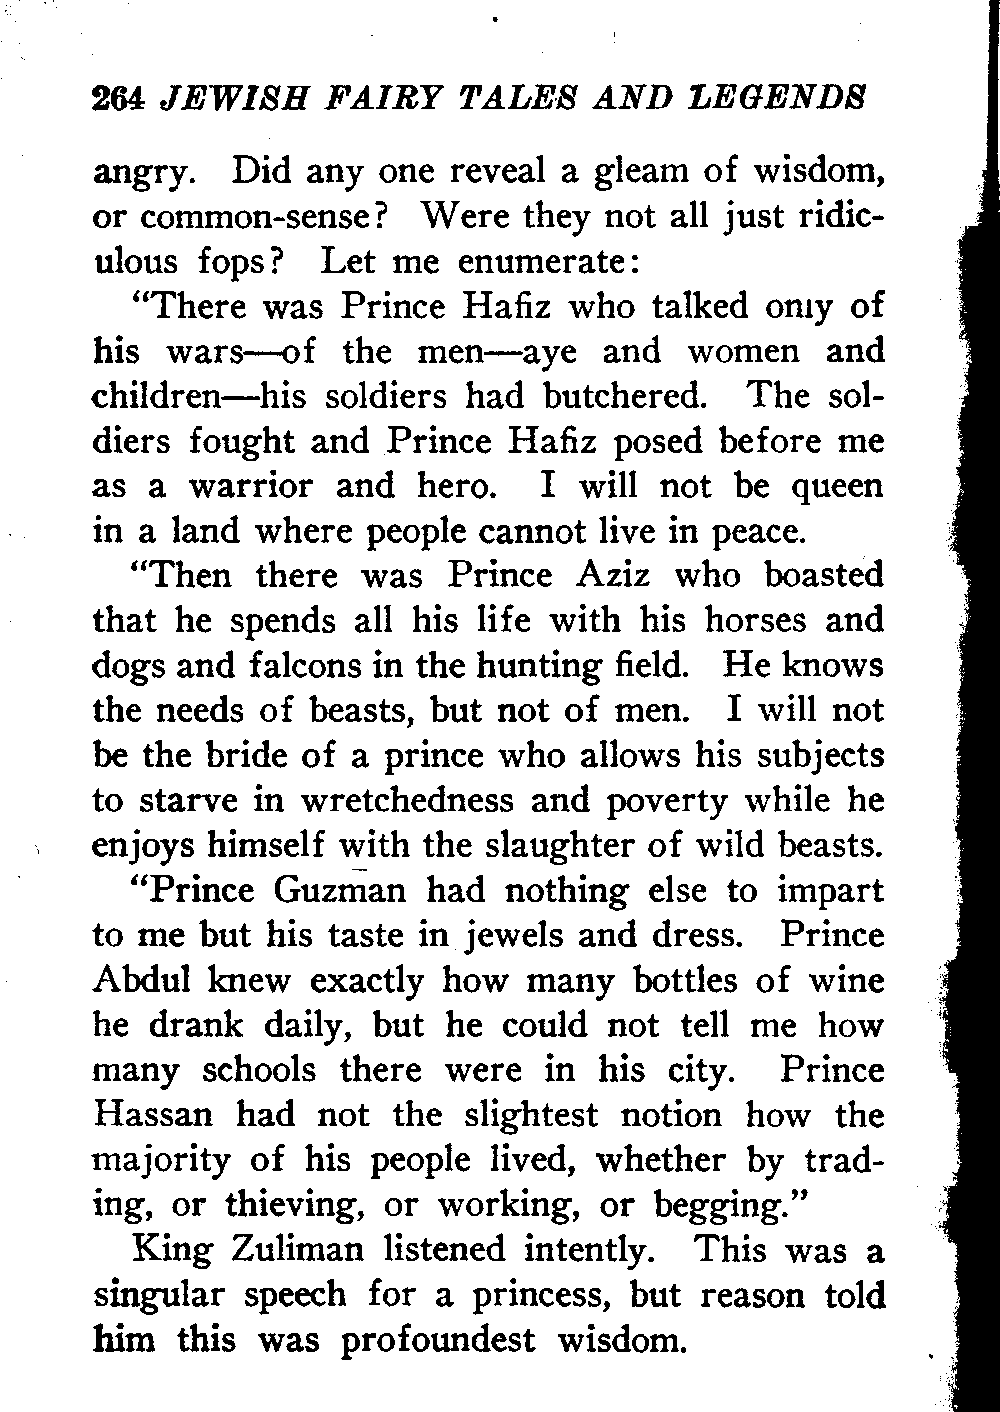 264 JEWISH FAIRY TALES AND LEGENDS
angry. Did any one reveal a gleam of wisdom,
or common-sense? Were they not all just ridic-
ulous fops? Let me enumerate:
“There was Prince Hafiz who talked only of
his wars—of the men—aye and women and
children—his soldiers had butchered. The sol-
diers fought and Prince Hafiz posed before me
as a warrior and hero. I will not be queen
in a land where people cannot live in peace.
“Then there was Prince Aziz who boasted
that he spends all his life with his horses and
dogs and falcons in the hunting field. He knows
the needs of beasts, but not of men. I will not
be the bride of a prince who allows his subjects
to starve in wretchedness and poverty while he
enjoys himself with the slaughter of wild beasts.
“Prince Guzman had nothing else to impart
to me but his taste in jewels and dress. Prince
Abdul knew exactly how many bottles of wine
he drank daily, but he could not tell me how
many schools there were in his city. Prince
Hassan had not the slightest notion how the
majority of his people lived, whether by trad-
ing, or thieving, or working, or begging.”
King Zuliman listened intently. This was a
singular speech for a princess, but reason told
him this was profoundest wisdom.